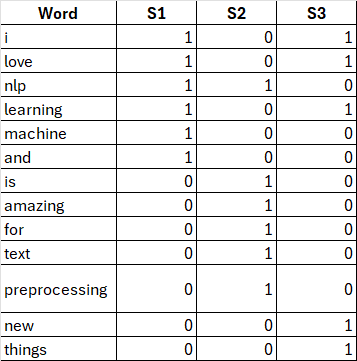 Word S1 S2 S3
i 1 0 1
love 1 0 1
nlp 1 1 0
learning 1 0 1
machine 1 0 0
and 1 0 0
is 0 1 0
amazing 0 1 0
for 0 1 0
text 0 1 0
preprocessing 0 1 0
new 0 0 1
things 0 0 1